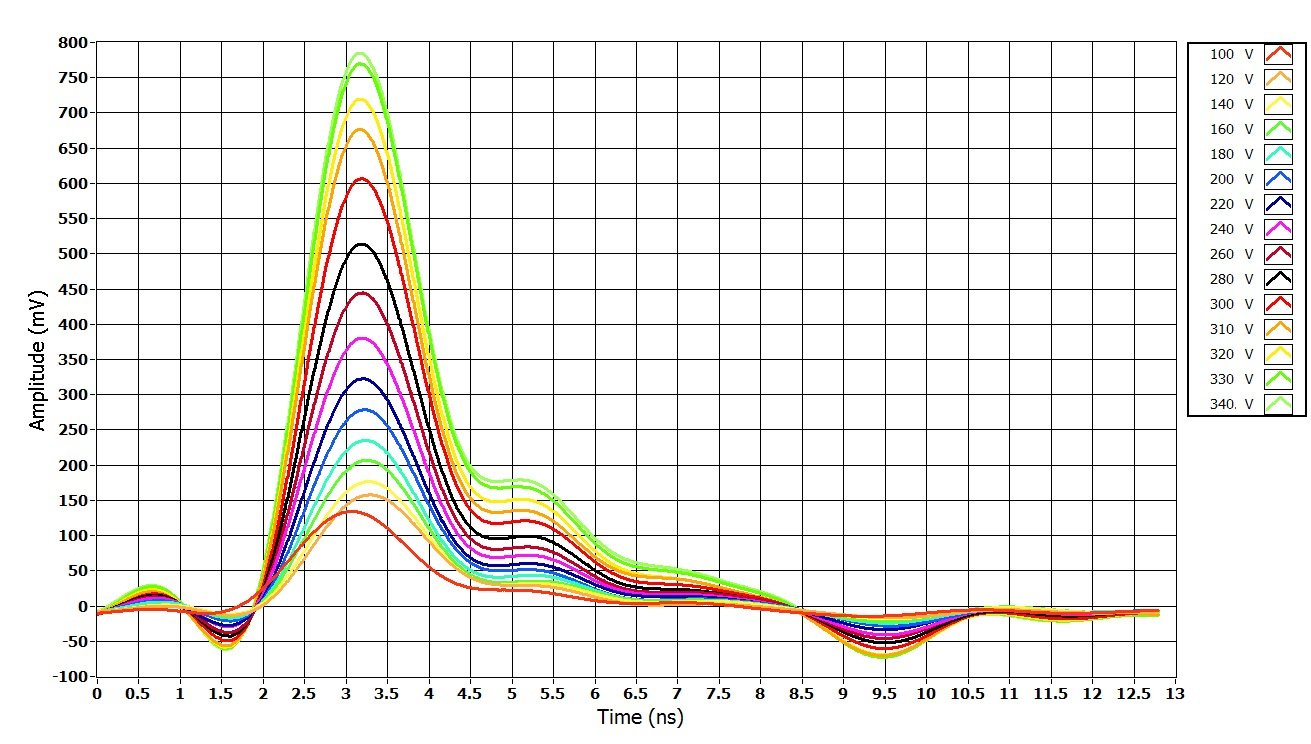 800
750
700
650
600
550
500
450
400
350
300
250
200
150
100
50
0
-50
-100
Amplitude (mV)
0 0.5 1 1.5 2 2.5 3 3.5 4 4.5 5 5.5 6 6.5 7 7.5 8 8.5 9 9.5 10 10.5 11 11.5 12 12.5 13
Time (ns)
100 V
120 V
140 V
160 V
180 V
200 V
220 V
240 V
260 V
280 V
300 V
310 V
320 V
330 V
340. V